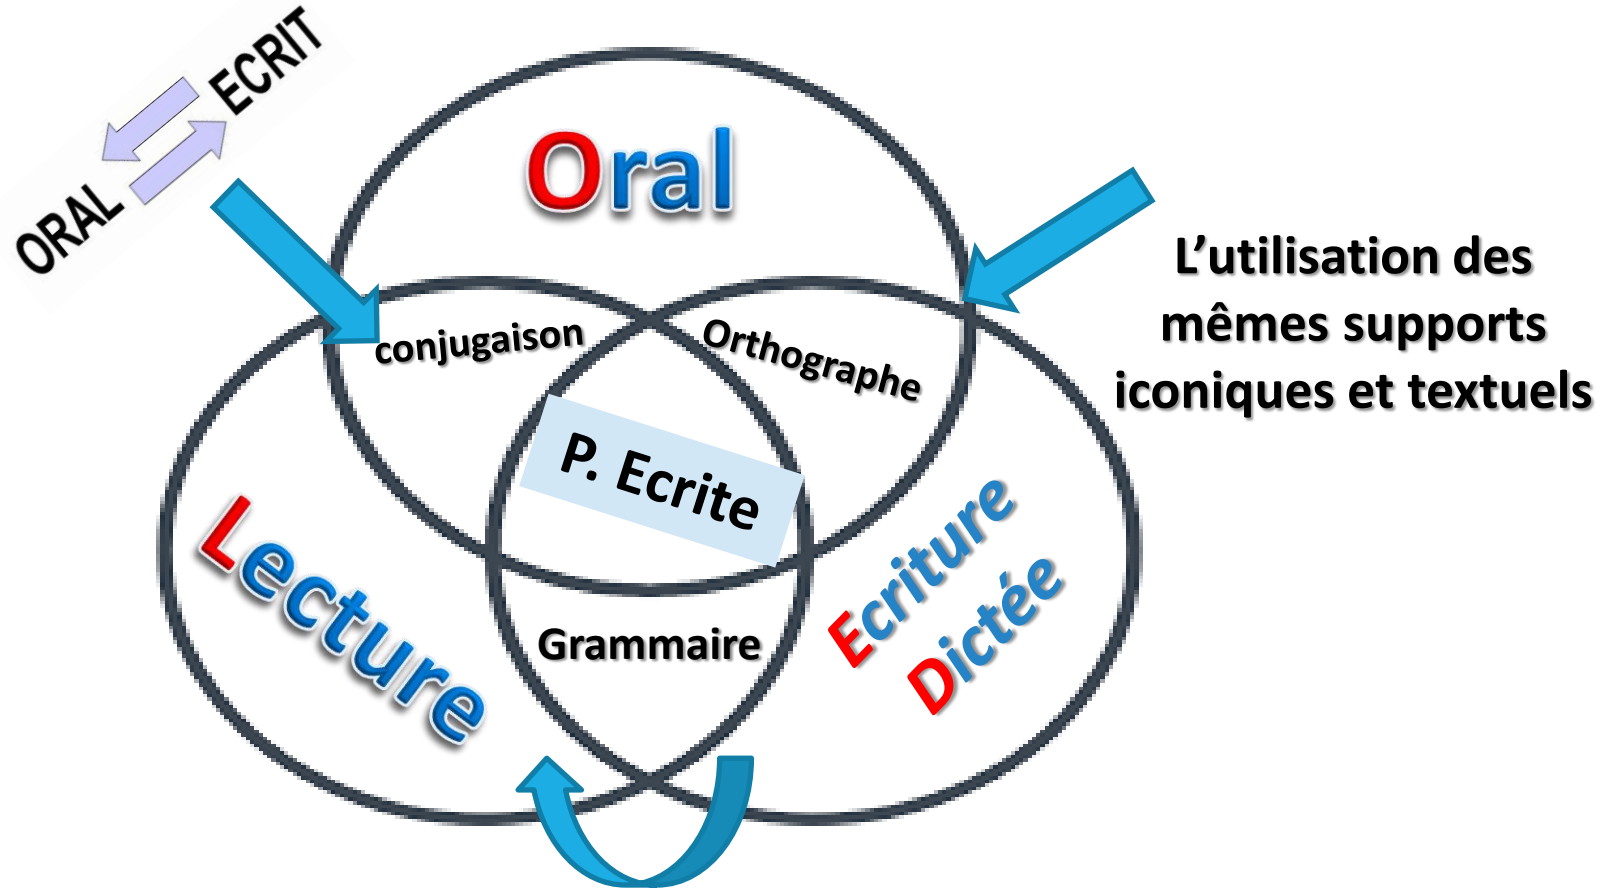 ECRIT
ORAL
Oral
L’utilisation des
mêmes supports
iconiques et textuels
conjugaison
Orthographe
P. Ecrite
Lecture
Ecriture
Dictée
Grammaire